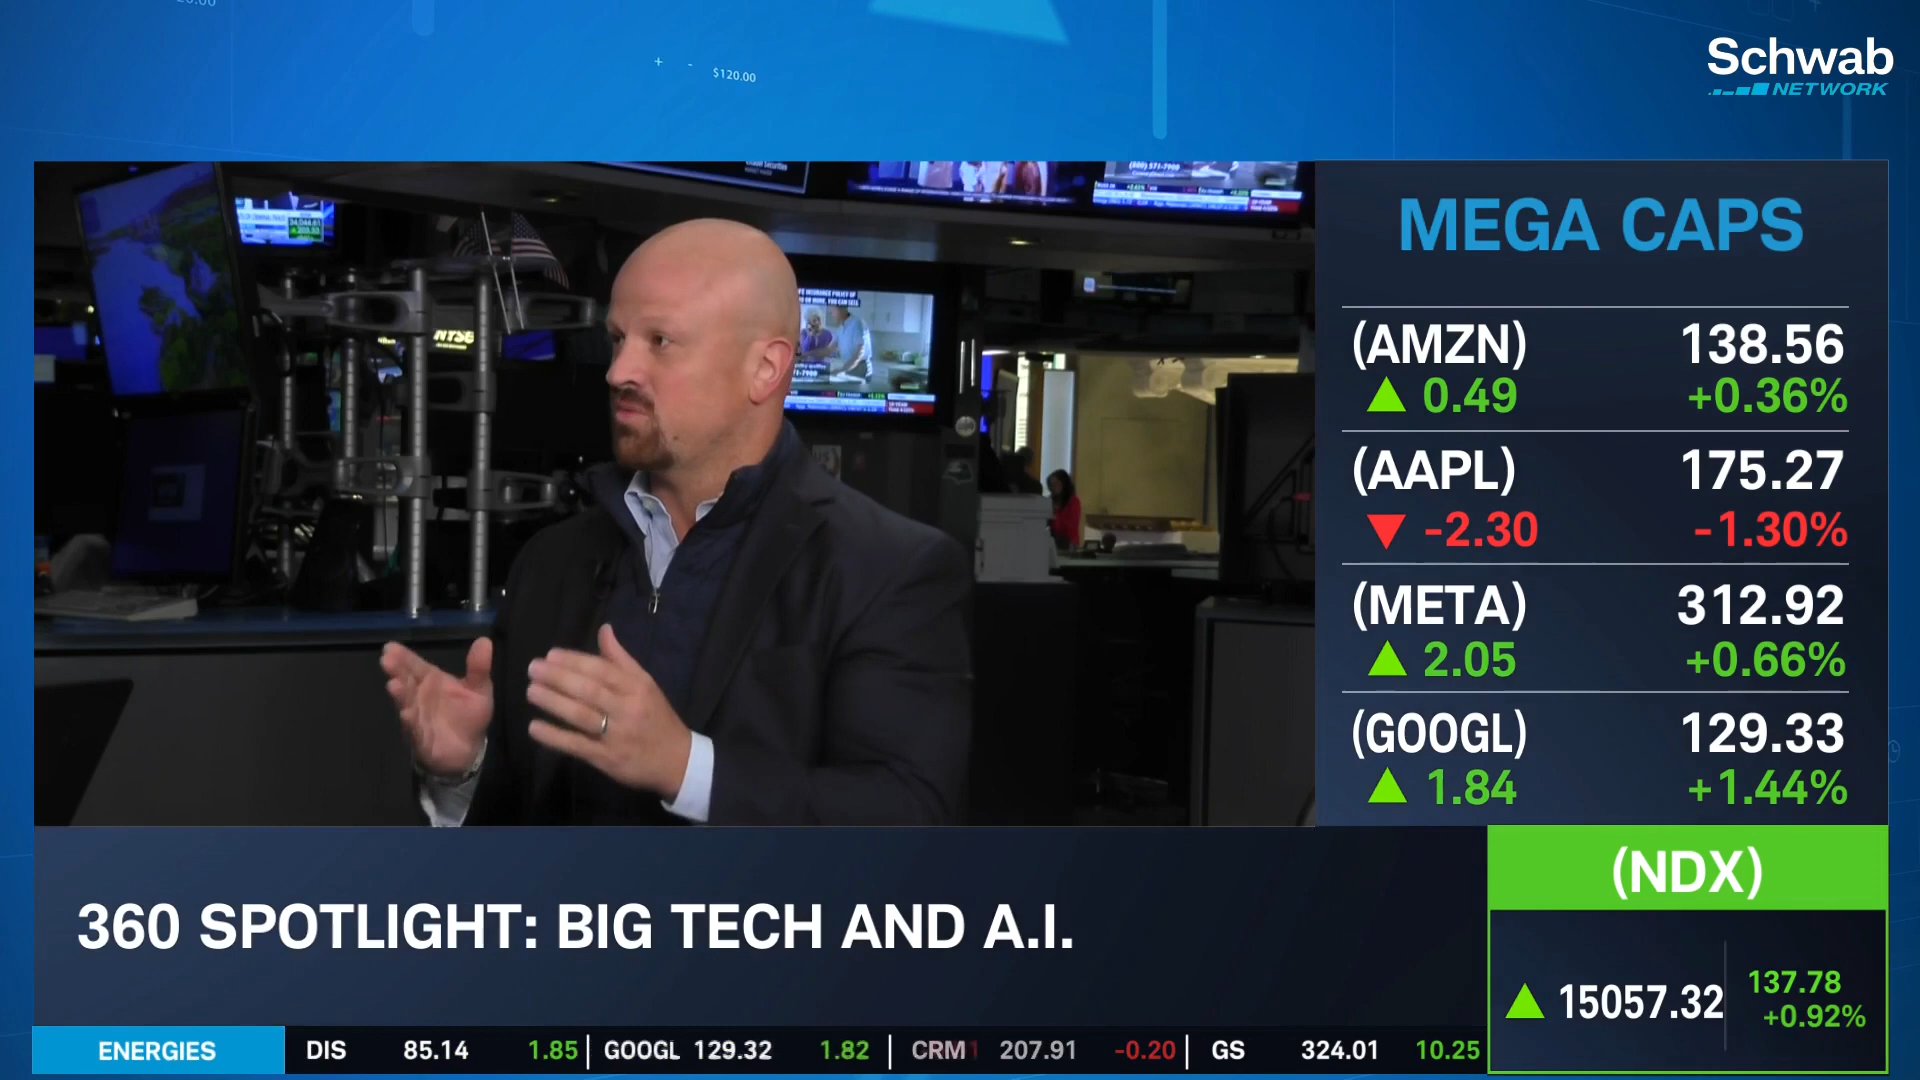 $120.00
Schwab
NETWORK
NYSE
MEGA CAPS
(AMZN) 138.56
▲ 0.49 +0.36%
(AAPL) 175.27
▼ -2.30 -1.30%
(META) 312.92
▲ 2.05 +0.66%
(GOOGL) 129.33
▲ 1.84 +1.44%
360 SPOTLIGHT: BIG TECH AND A.I.
(NDX)
▲ 15057.32 137.78
+0.92%
ENERGIES DIS 85.14 1.85 | GOOGL 129.32 1.82 | CRM 207.91 -0.20 | GS 324.01 10.25